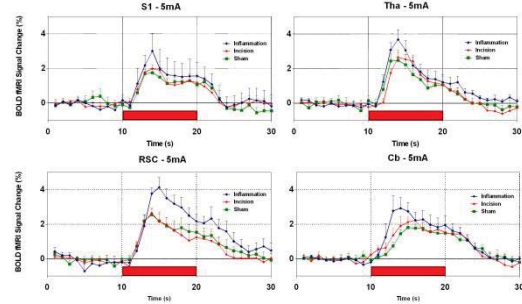 S1 - 5mA
BOLD fMRI Signal Change (%)
4
2
0
Inflammation
Incision
Sham
0
10
20
30
Time (s)
Tha - 5mA
4
2
0
Inflammation
Incision
Sham
0
10
20
30
Time (s)
RSC - 5mA
BOLD fMRI Signal Change (%)
4
2
0
Inflammation
Incision
Sham
0
10
20
30
Time (s)
Cb - 5mA
4
2
0
Inflammation
Incision
Sham
0
10
20
30
Time (s)